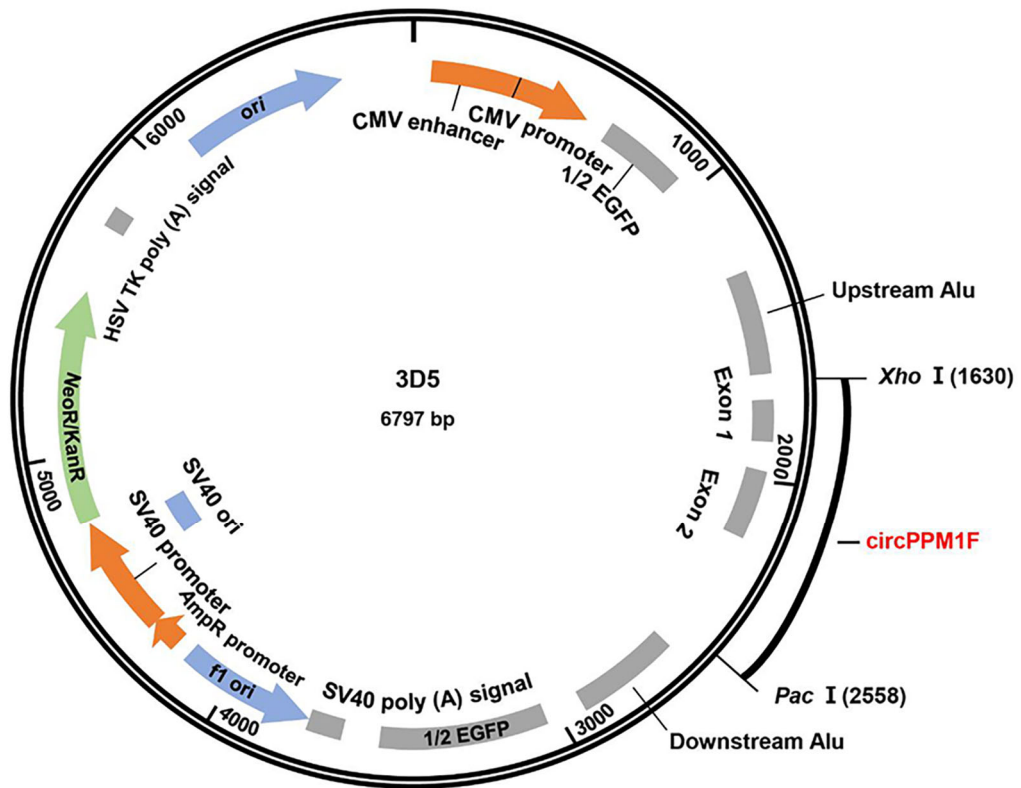 ori
6000
CMV enhancer
CMV promoter
1/2 EGFP
1000
HSV TK poly (A) signal
Upstream Alu
3D5
6797 bp
Xho I (1630)
Exon 1
NeoR/KanR
2000
Exon 2
5000
SV40 ori
SV40 promoter
circPPM1F
AmpR promoter
f1 ori
SV40 poly (A) signal
Pac I (2558)
4000
1/2 EGFP
3000
Downstream Alu